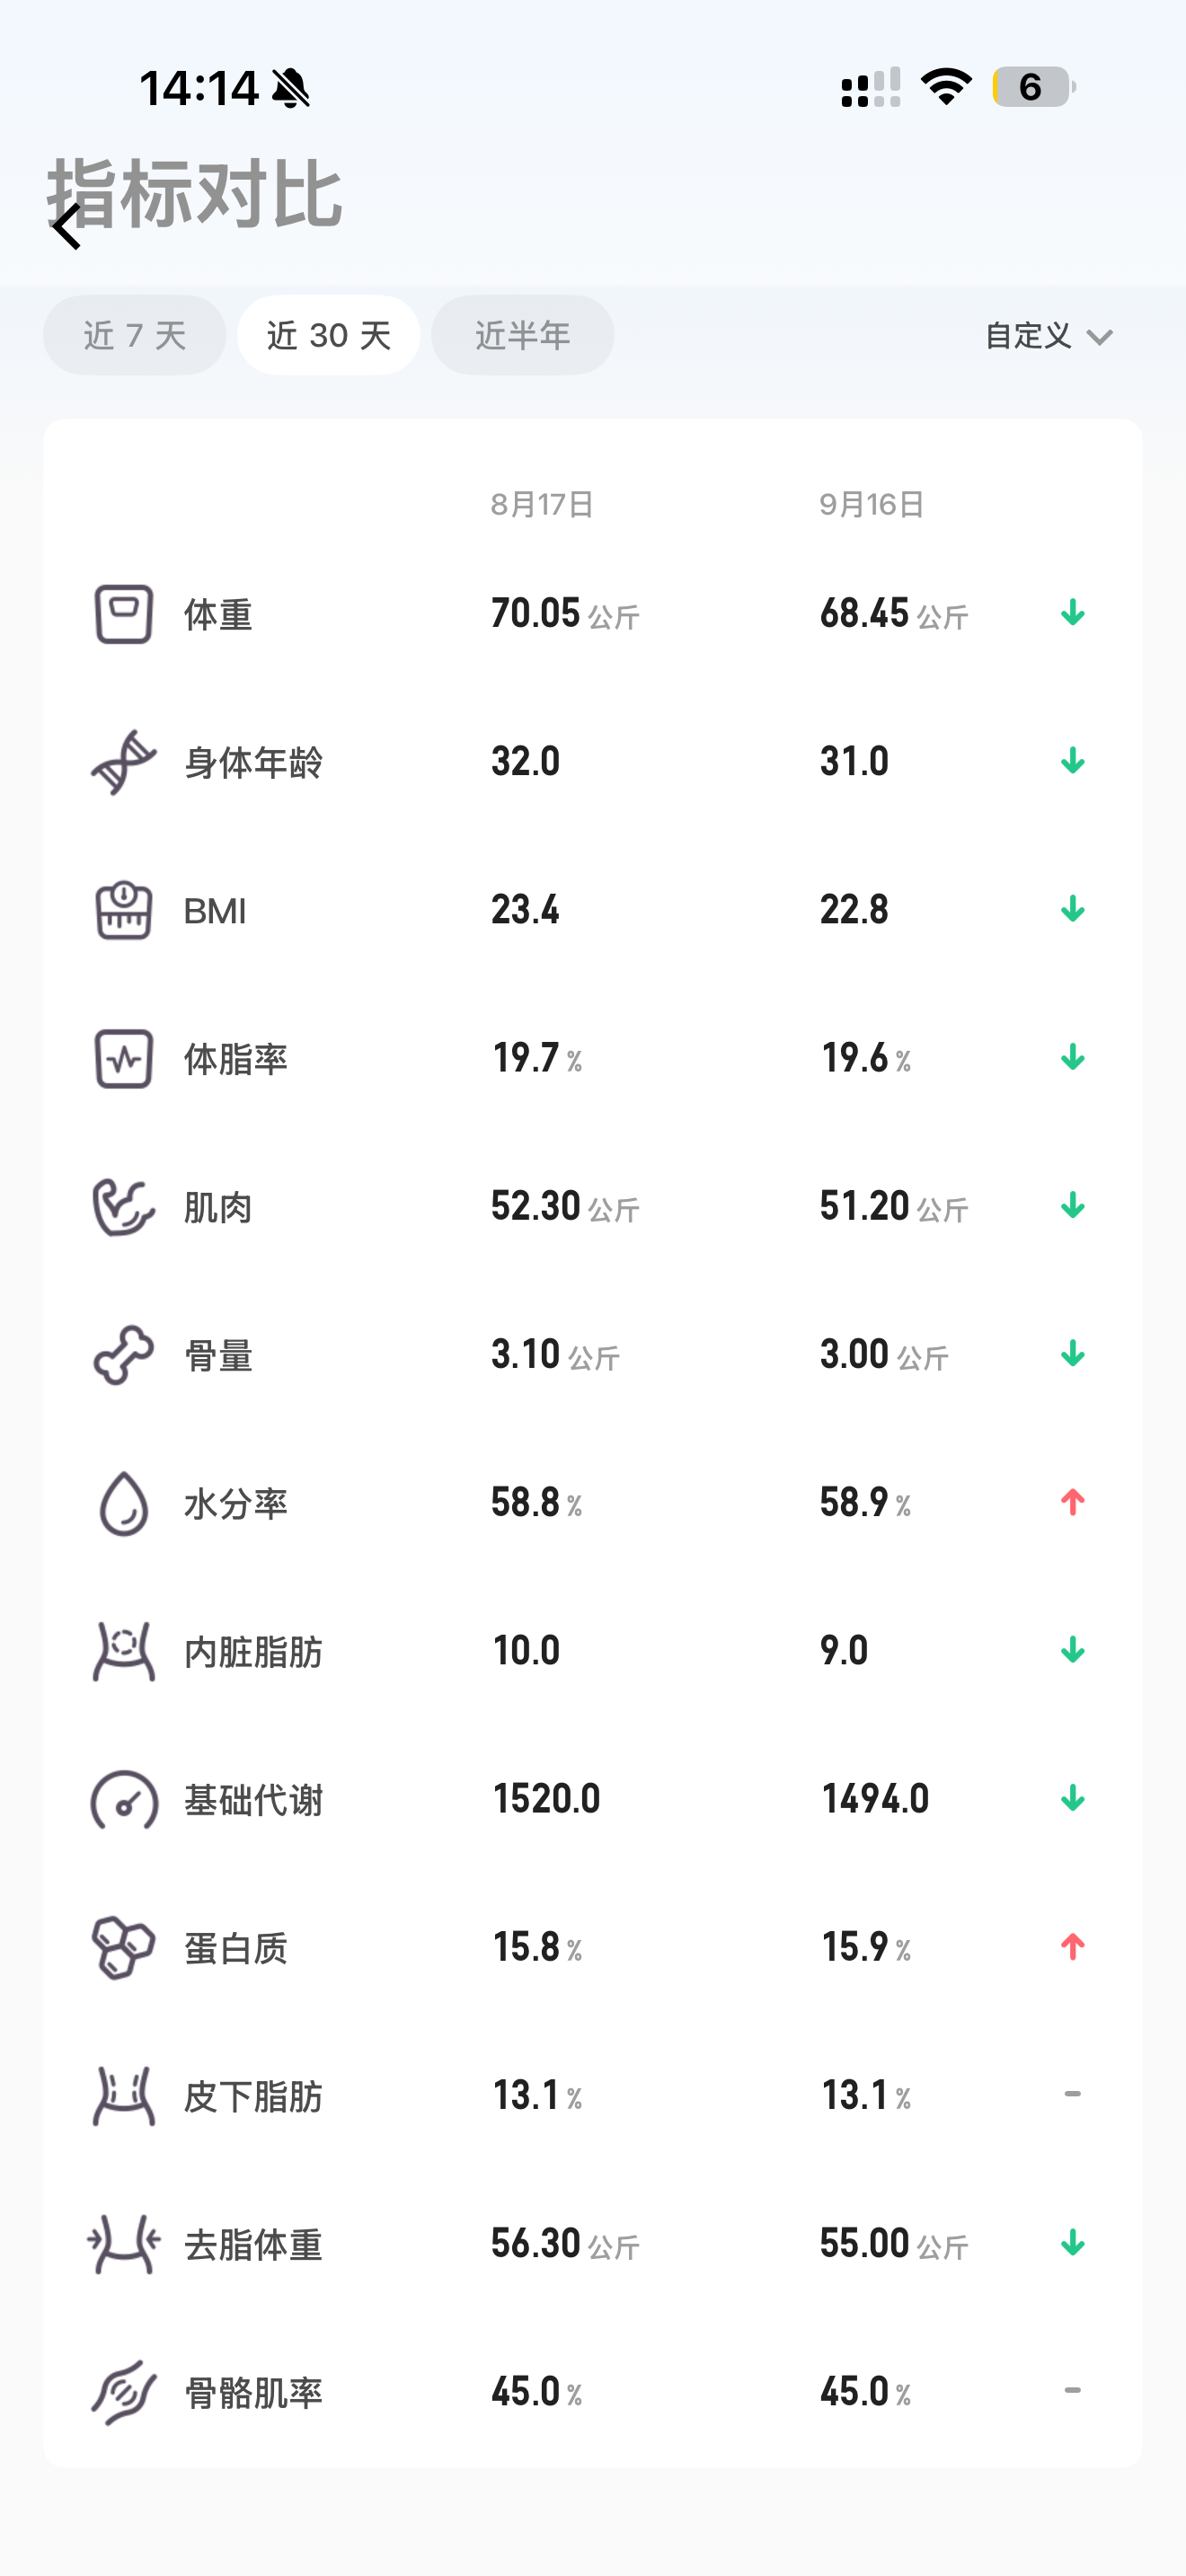 14:14 6
指标对比
近 7 天 近 30 天 近半年 自定义
8月17日 9月16日
体重 70.05 公斤 68.45 公斤
身体年龄 32.0 31.0
BMI 23.4 22.8
体脂率 19.7 % 19.6 %
肌肉 52.30 公斤 51.20 公斤
骨量 3.10 公斤 3.00 公斤
水分率 58.8 % 58.9 %
内脏脂肪 10.0 9.0
基础代谢 1520.0 1494.0
蛋白质 15.8 % 15.9 %
皮下脂肪 13.1 % 13.1 % -
去脂体重 56.30 公斤 55.00 公斤
骨骼肌率 45.0 % 45.0 % -